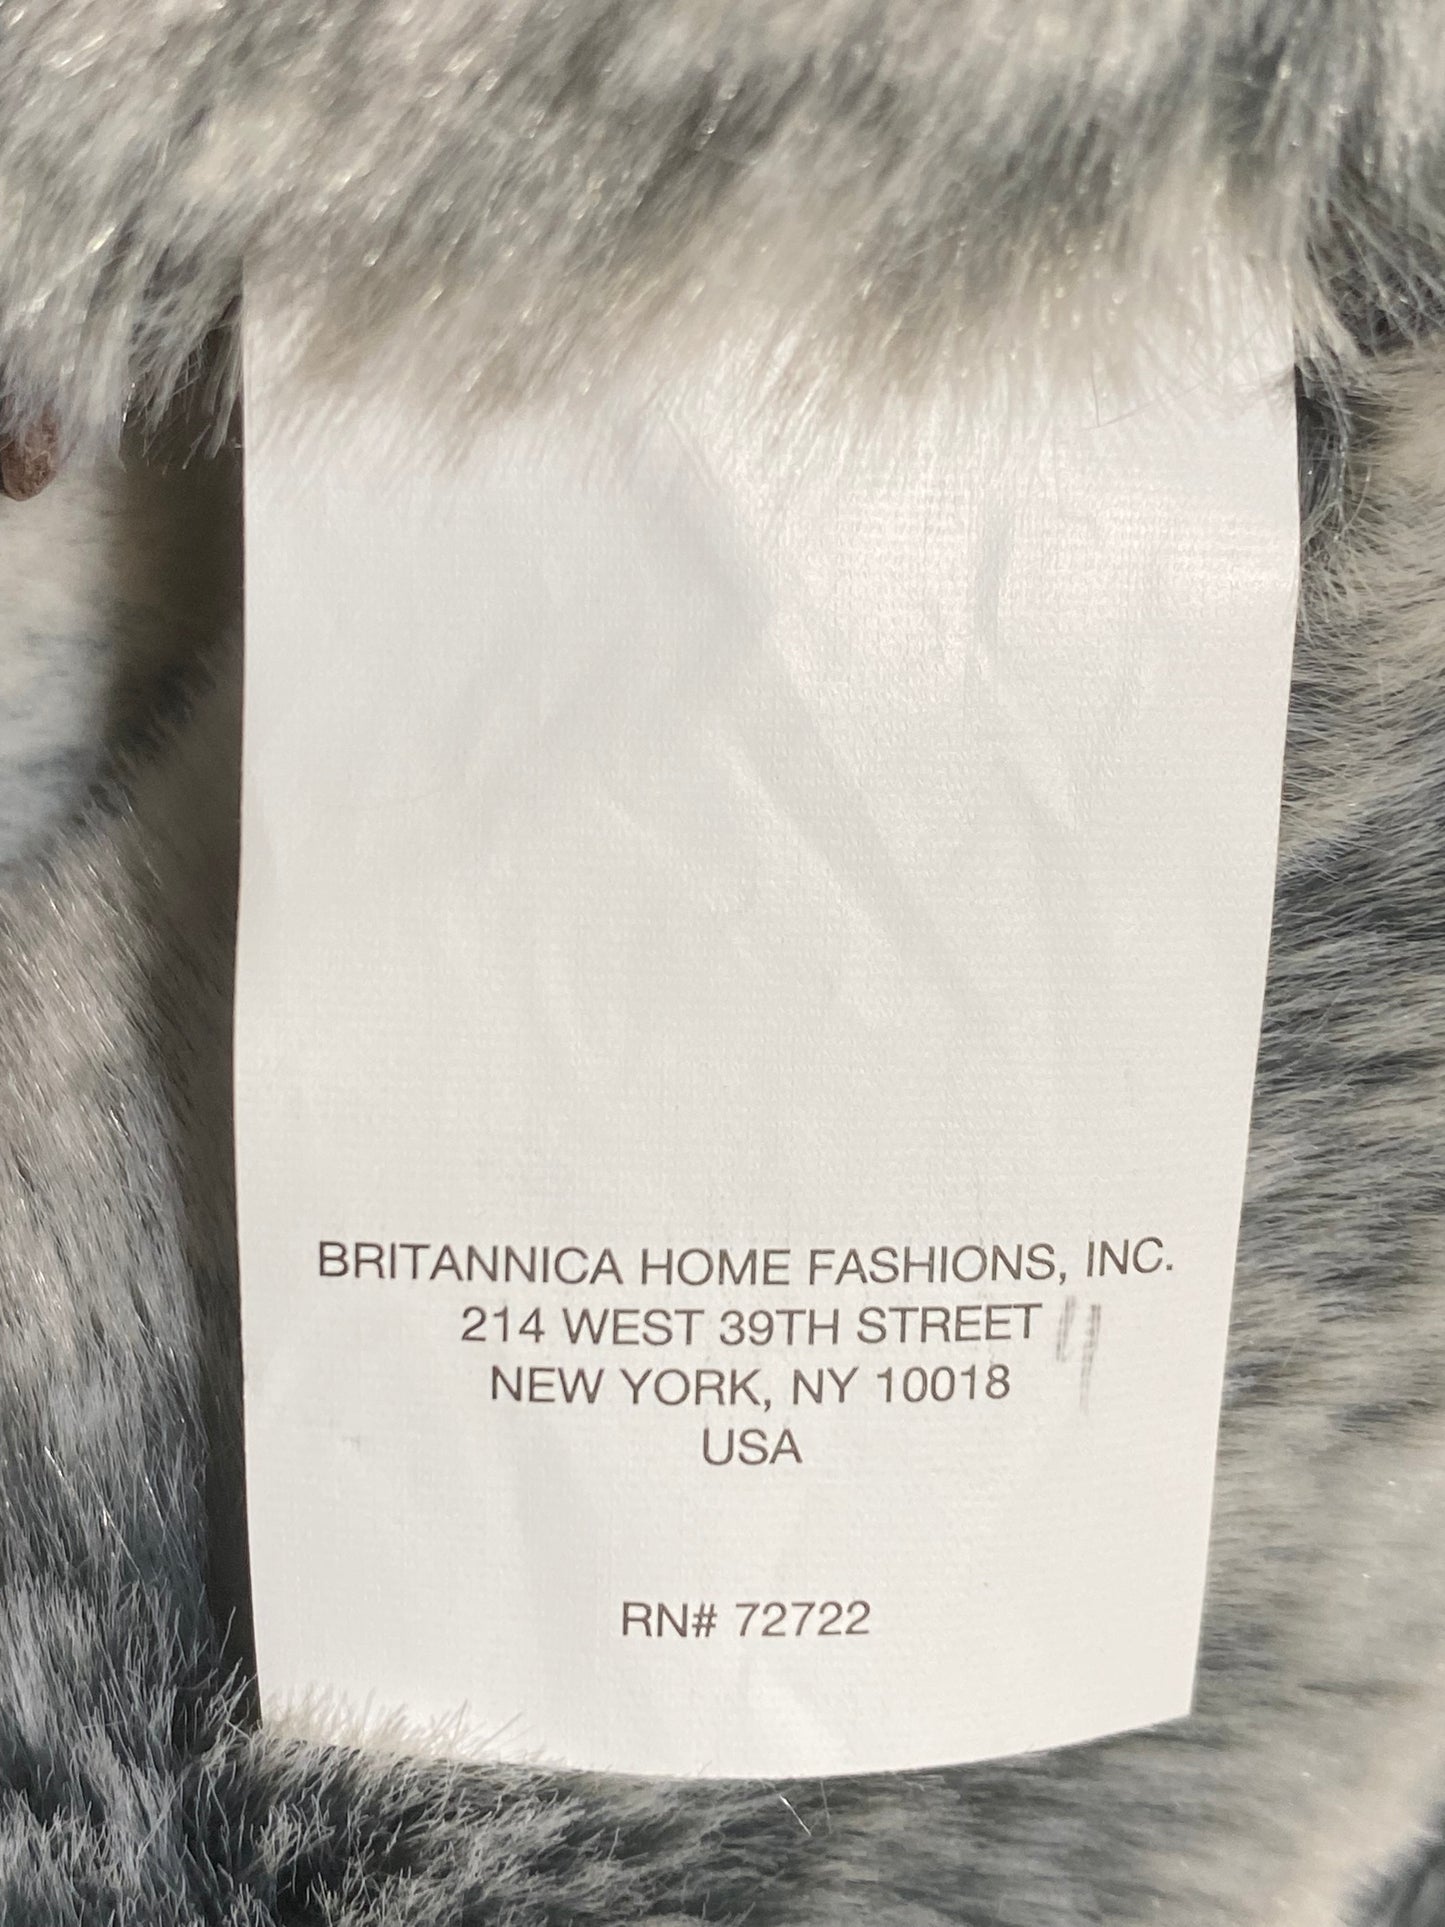 BRITANNICA HOME FASHIONS, INC.
214 WEST 39TH STREET
NEW YORK, NY 10018
USA
RN# 72722